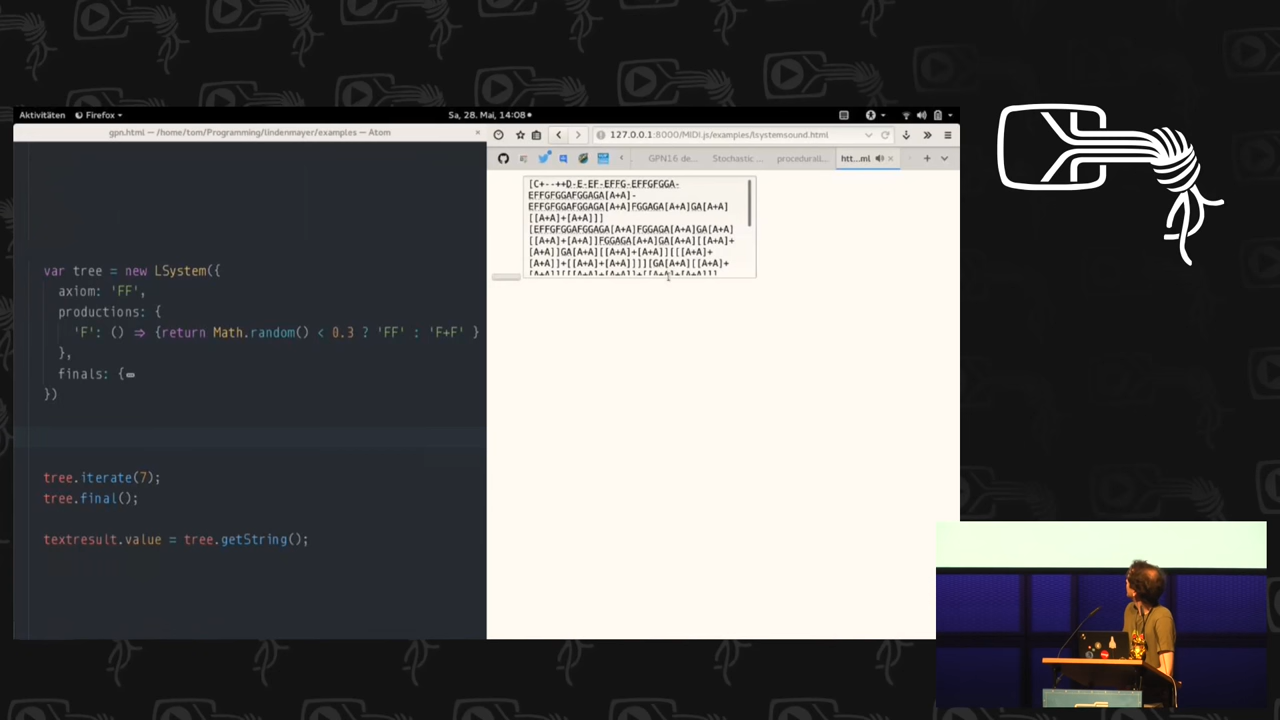 Aktivitäten
Firefox
Sa, 28. Mai, 14:08
gpn.html — /home/tom/Programming/lindenmayer/examples — Atom
127.0.0.1:8000/MIDI.js/examples/lsystemsound.html
GPN16 de...
Stochastic ...
procedurall...
htt...ml
[C+--++D-E-EF-EFFG-EFFGFGGA-
EFFGFGGAFGGAGA[A+A]-
EFFGFGGAFGGAGA[A+A]FGGAGA[A+A]GA[A+A]
[[A+A]+[A+A]]]
[EFFGFGGAFGGAGA[A+A]FGGAGA[A+A]GA[A+A]
[[A+A]+[A+A]]FGGAGA[A+A]GA[A+A][[A+A]+
[A+A]]GA[A+A][[A+A]+[A+A]][[[A+A]+
[A+A]]+[[A+A]+[A+A]]]][GA[A+A][[A+A]+
var tree = new LSystem({
axiom: 'FF',
productions: {
'F': () ⇒ {return Math.random() < 0.3 ? 'FF' : 'F+F' }
},
finals: {
})
tree.iterate(7);
tree.final();
textresult.value = tree.getString();